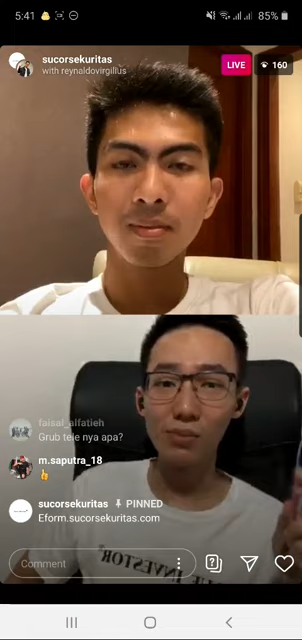 5:41
85%
sucorsekuritas
with reynaldovirgilius
LIVE
160
faisal_alfatieh
Grub tele nya apa?
m.saputra_18
👍
sucorsekuritas PINNED
Eform.sucorsekuritas.com
INVESTOR
Comment